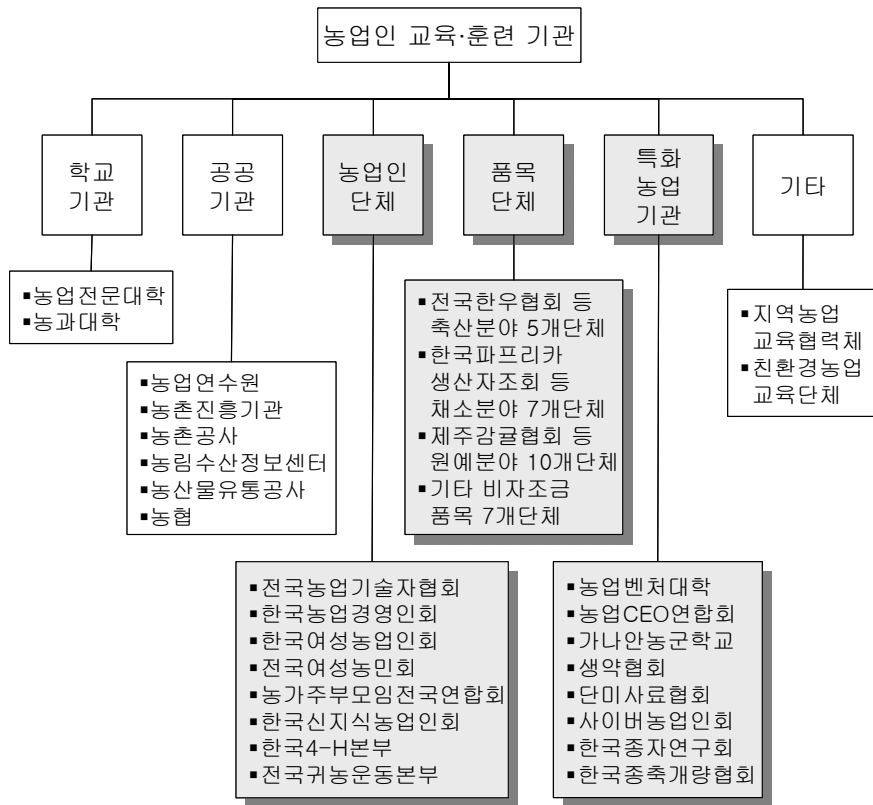 농업인 교육·훈련 기관
학교
기관
공공
기관
농업인
단체
품목
단체
특화
농업
기관
기타
▪농업전문대학
▪농과대학
▪농업연수원
▪농촌진흥기관
▪농촌공사
▪농림수산정보센터
▪농산물유통공사
▪농협
▪전국한우협회 등
축산분야 5개단체
▪한국파프리카
생산자조회 등
채소분야 7개단체
▪제주감귤협회 등
원예분야 10개단체
▪기타 비자조금
품목 7개단체
▪지역농업
교육협력체
▪친환경농업
교육단체
▪전국농업기술자협회
▪한국농업경영인회
▪한국여성농업인회
▪전국여성농민회
▪농가주부모임전국연합회
▪한국신지식농업인회
▪한국4-H본부
▪전국귀농운동본부
▪농업벤처대학
▪농업CEO연합회
▪가나안농군학교
▪생약협회
▪단미사료협회
▪사이버농업인회
▪한국종자연구회
▪한국종축개량협회